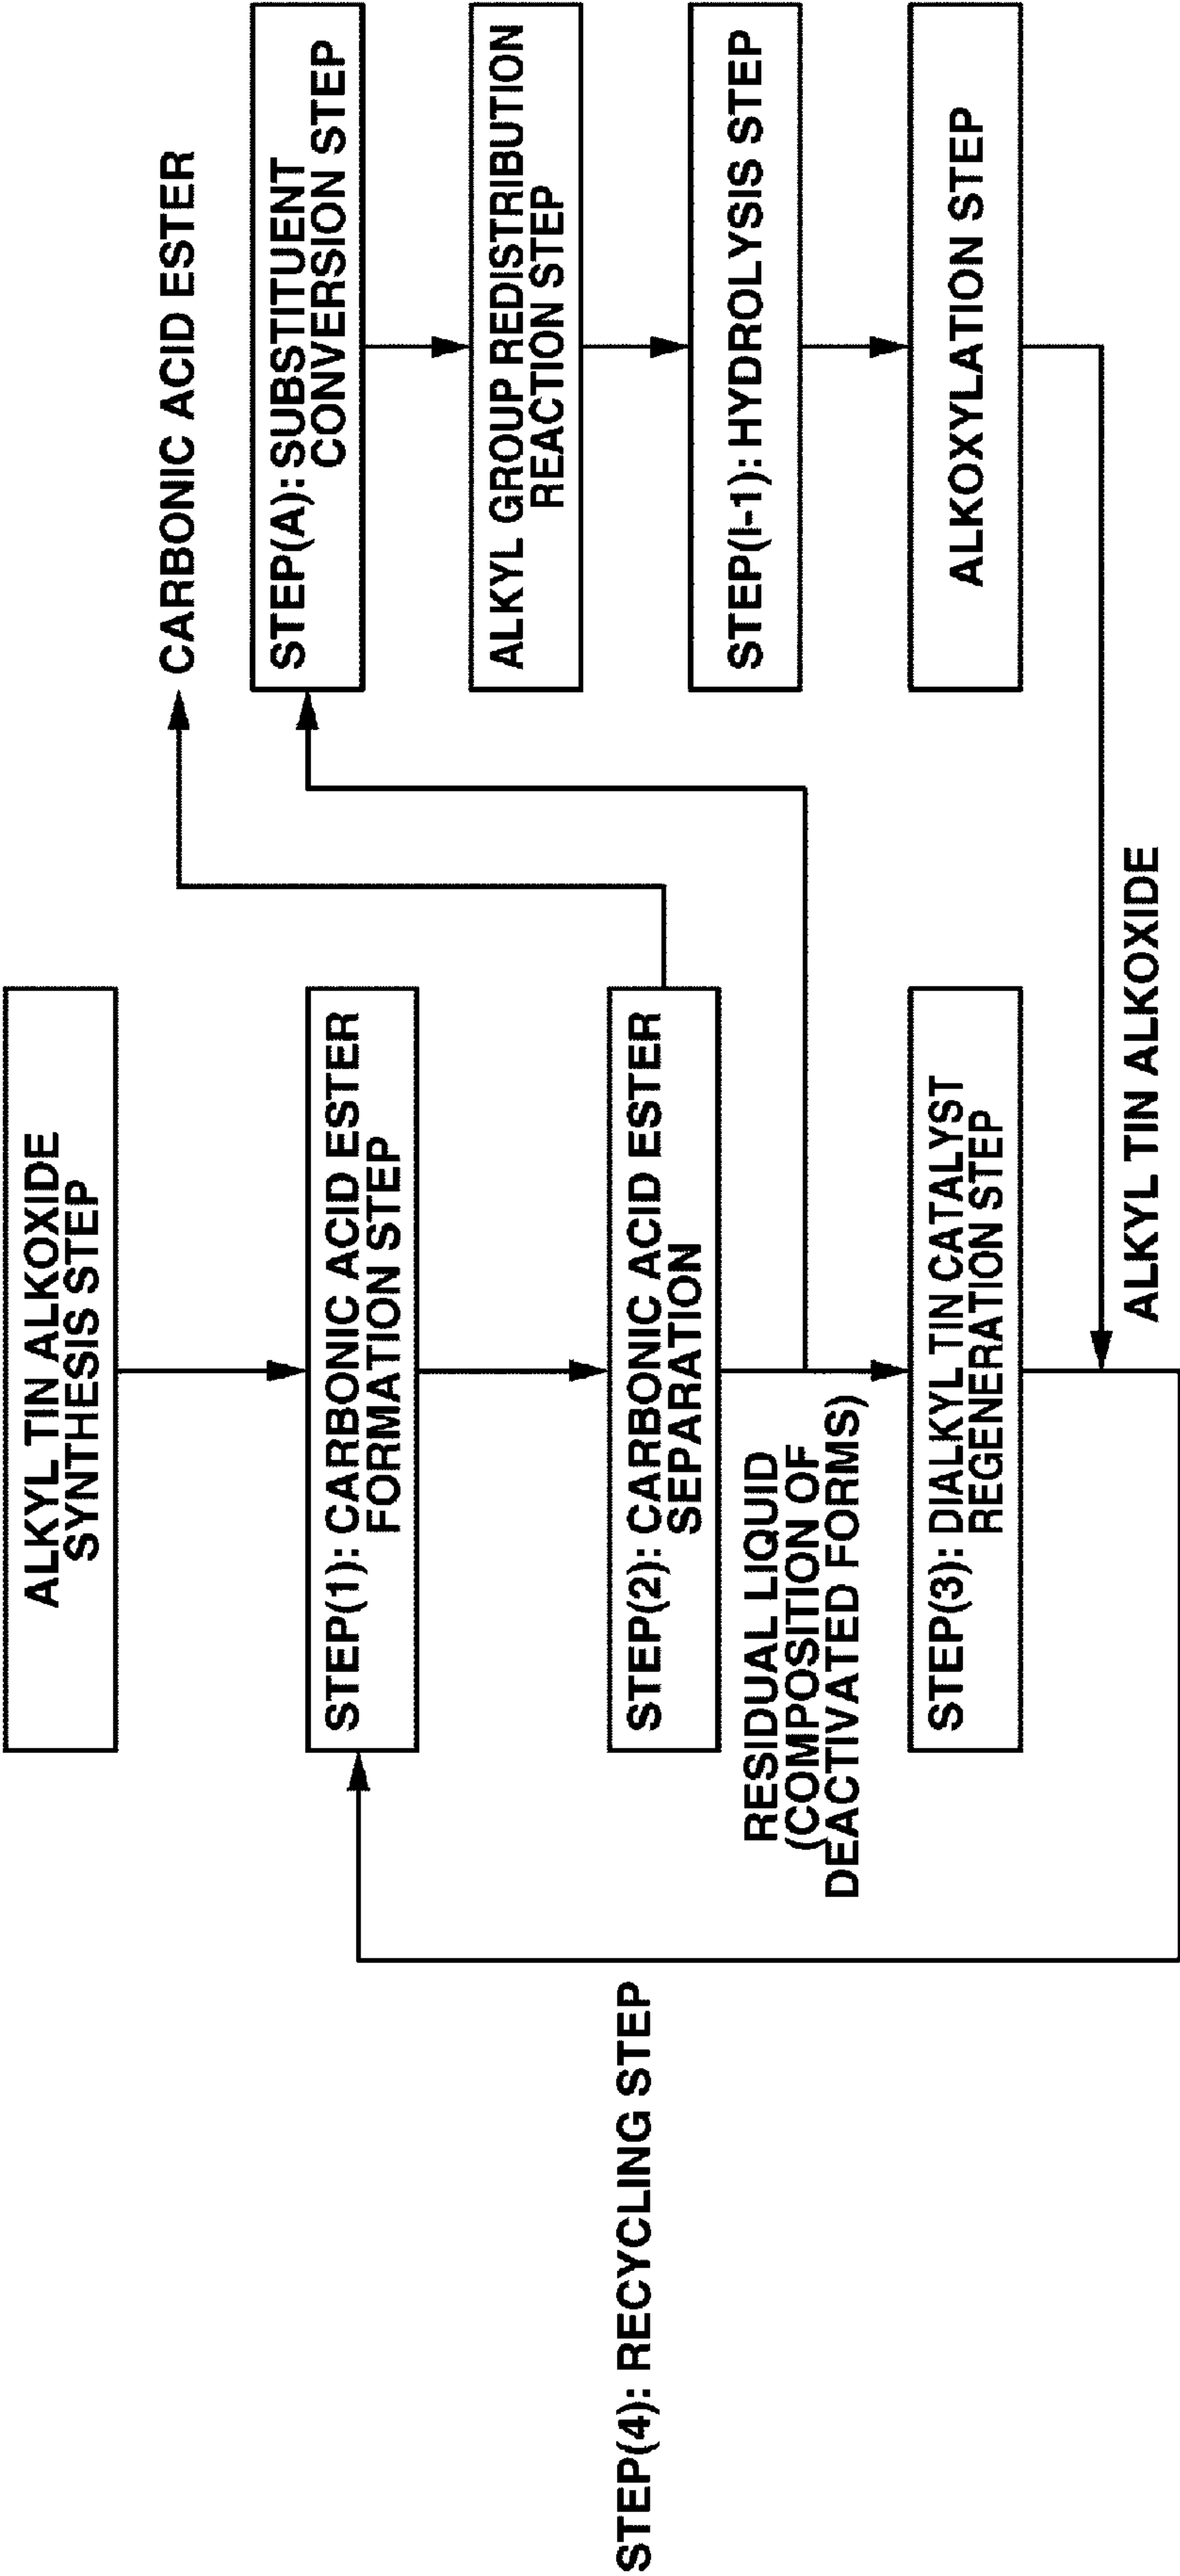 ALKYL TIN ALKOXIDE
SYNTHESIS STEP
STEP(1): CARBONIC ACID ESTER
FORMATION STEP
STEP(2): CARBONIC ACID ESTER
SEPARATION
RESIDUAL LIQUID
(COMPOSITION OF
DEACTIVATED FORMS)
STEP(3): DIALKYL TIN CATALYST
REGENERATION STEP
STEP(4): RECYCLING STEP
CARBONIC ACID ESTER
STEP(A): SUBSTITUENT
CONVERSION STEP
ALKYL GROUP REDISTRIBUTION
REACTION STEP
STEP(I-1): HYDROLYSIS STEP
ALKOXYLATION STEP
ALKYL TIN ALKOXIDE